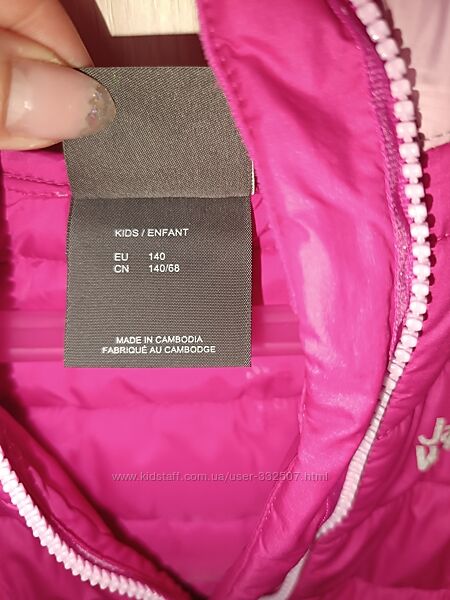 KIDS / ENFANT
EU 140
CN 140/68
MADE IN CAMBODIA
FABRIQUÉ AU CAMBODGE
www.kidstaff.com.ua/user-332507.html